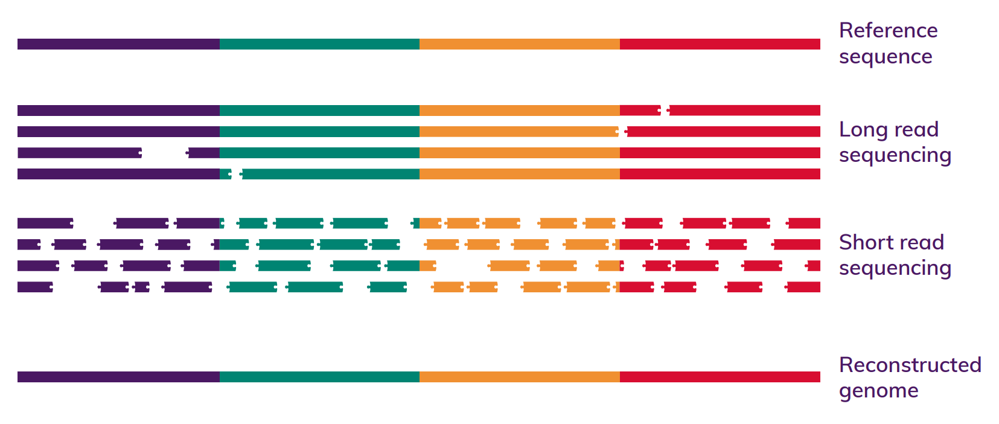 Reference
sequence
Long read
sequencing
Short read
sequencing
Reconstructed
genome